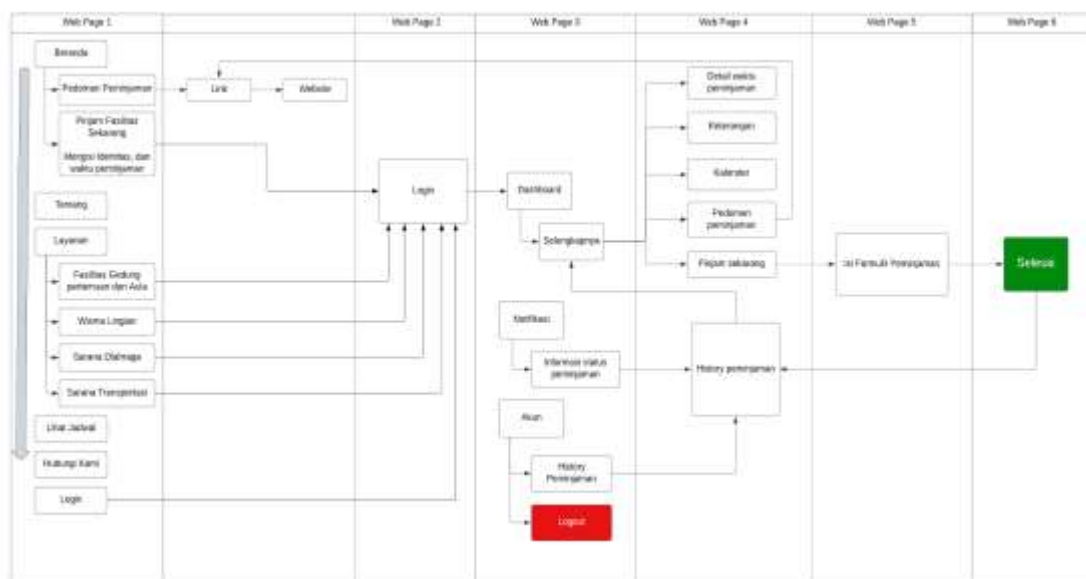 Web Page 1
Web Page 2
Web Page 3
Web Page 4
Web Page 5
Web Page 6
Beranda
Pedoman Peminjaman
Link
Website
Pinjam Fasilitas
Sekarang
Mengisi Identitas, dan
waktu peminjaman
Tentang
Layanan
Fasilitas Gedung
pertemuan dan Aula
Wisma
Sarana Olahraga
Sarana Transportasi
Lihat Jadwal
Hubungi Kami
Login
Login
Dashboard
Selengkapnya
Notifikasi
Informasi status
peminjaman
Akun
History
Peminjaman
Logout
Detail waktu
peminjaman
Keterangan
Kalender
Pedoman
peminjaman
Pinjam sekarang
History peminjaman
Isi Formulir Peminjaman
Selesai